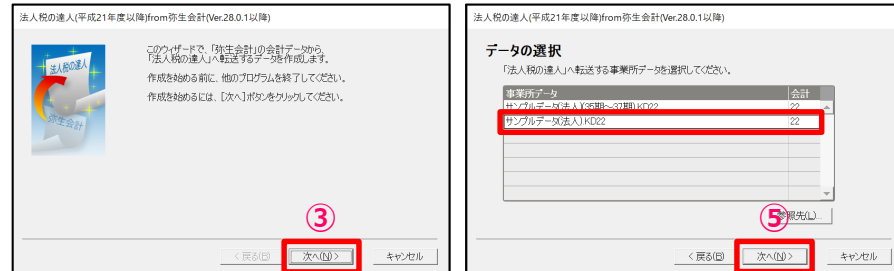 法人税の達人(平成21年度以降)from弥生会計(Ver.28.0.1以降)
法人税の達人
弥生会計
このウィザードで、「弥生会計」の会計データから、
「法人税の達人」へ転送するデータを作成します。
作成を始める前に、他のプログラムを終了してください。
作成を始めるには、［次へ］ボタンをクリックしてください。
③
< 戻る(B)
次へ(N) >
キャンセル
法人税の達人(平成21年度以降)from弥生会計(Ver.28.0.1以降)
データの選択
「法人税の達人」へ転送する事業所データを選択してください。
事業所データ 会計
サンプルデータ(法人)(35期～37期).KD22 22
サンプルデータ(法人).KD22 22
⑤
参照先(L)...
< 戻る(B)
次へ(N) >
キャンセル